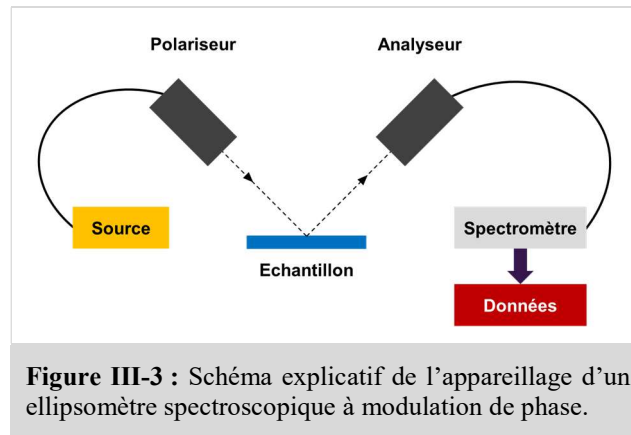 Polariseur
Analyseur
Source
Echantillon
Spectromètre
Données
Figure III-3 : Schéma explicatif de l’appareillage d’un
ellipsomètre spectroscopique à modulation de phase.